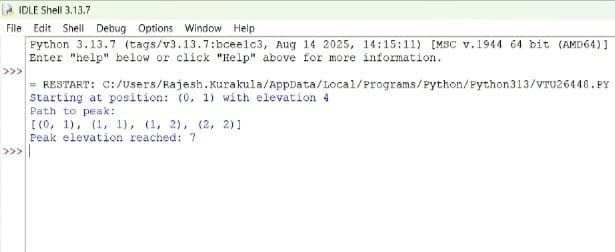 IDLE Shell 3.13.7
File Edit Shell Debug Options Window Help
Python 3.13.7 (tags/v3.13.7:bcee1c3, Aug 14 2025, 14:15:11) [MSC v.1944 64 bit (AMD64)]
Enter "help" below or click "Help" above for more information.
>>>
= RESTART: C:/Users/Rajesh.Kurakula/AppData/Local/Programs/Python/Python313/VTU26448.PY
Starting at position: (0, 1) with elevation 4
Path to peak:
[(0, 1), (1, 1), (1, 2), (2, 2)]
Peak elevation reached: 7
>>>